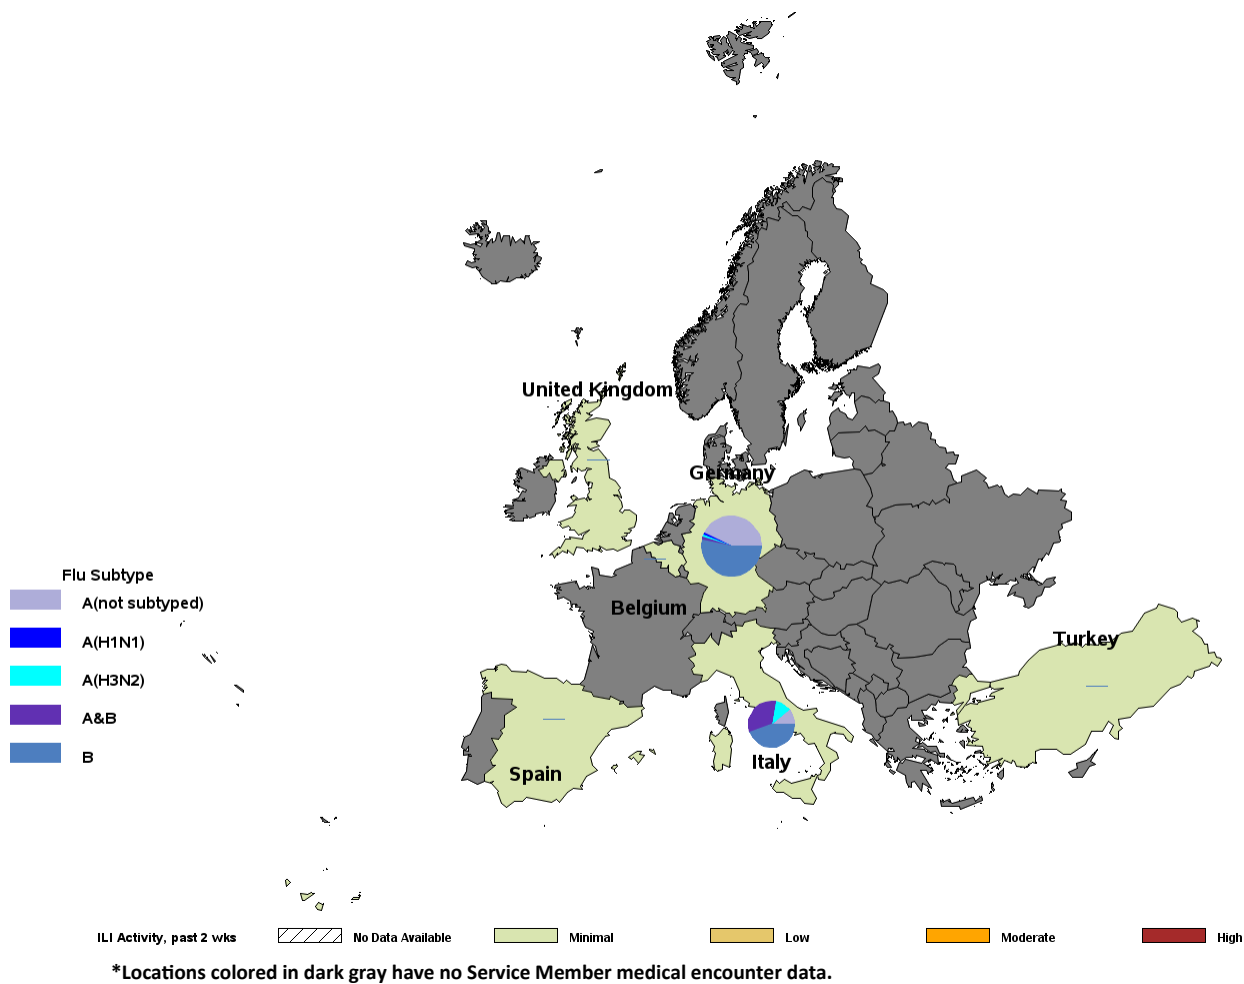 United Kingdom
Germany
Flu Subtype
A(not subtyped)
Belgium
A(H1N1)
Turkey
A(H3N2)
A&B
B
Italy
Spain
ILI Activity, past 2 wks No Data Available Minimal Low Moderate High
*Locations colored in dark gray have no Service Member medical encounter data.